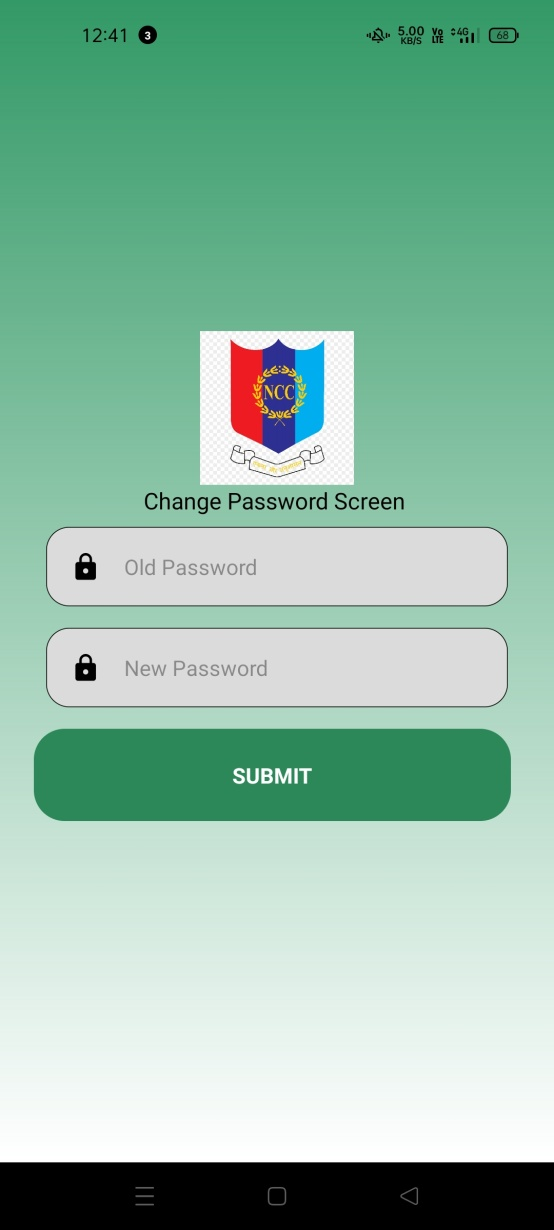 12:41 3 5.00 KB/S Vo LTE 4G 68
NCC
Change Password Screen
Old Password
New Password
SUBMIT